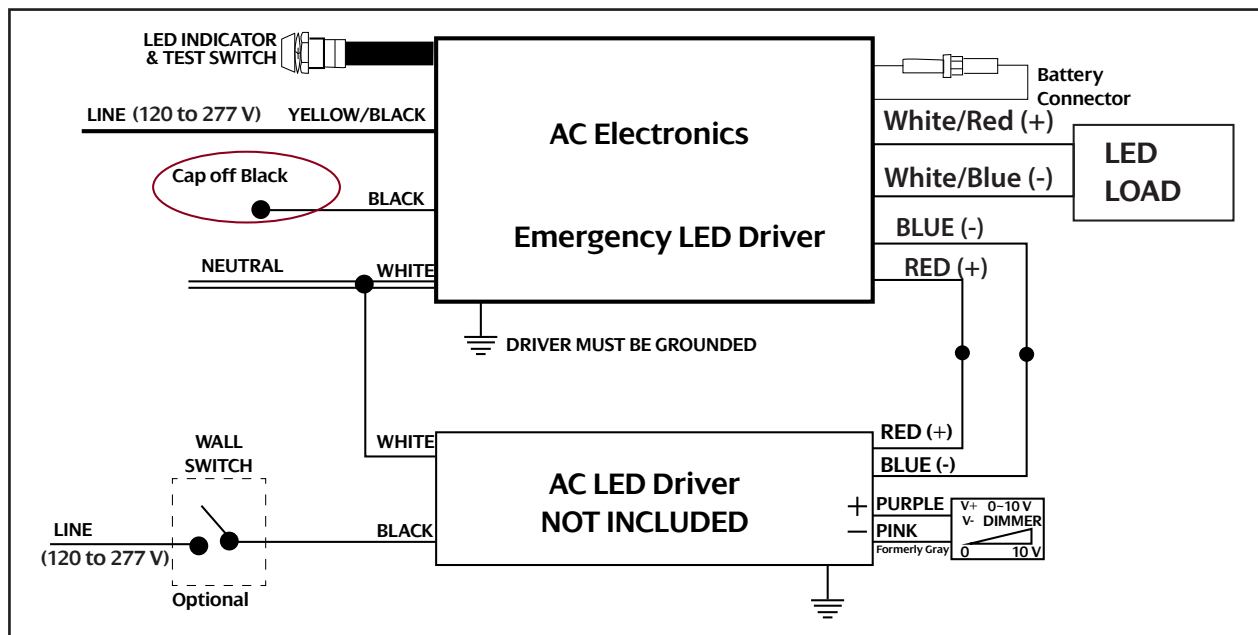 LED INDICATOR
& TEST SWITCH
LINE (120 to 277 V)
YELLOW/BLACK
Cap off Black
BLACK
NEUTRAL
WHITE
AC Electronics
Emergency LED Driver
DRIVER MUST BE GROUNDED
Battery
Connector
White/Red (+)
White/Blue (-)
LED
LOAD
BLUE (-)
RED (+)
WALL
SWITCH
LINE
(120 to 277 V)
Optional
WHITE
BLACK
AC LED Driver
NOT INCLUDED
RED (+)
BLUE (-)
+ PURPLE
− PINK
Formerly Gray
V+ 0~10 V
V- DIMMER
0 10 V